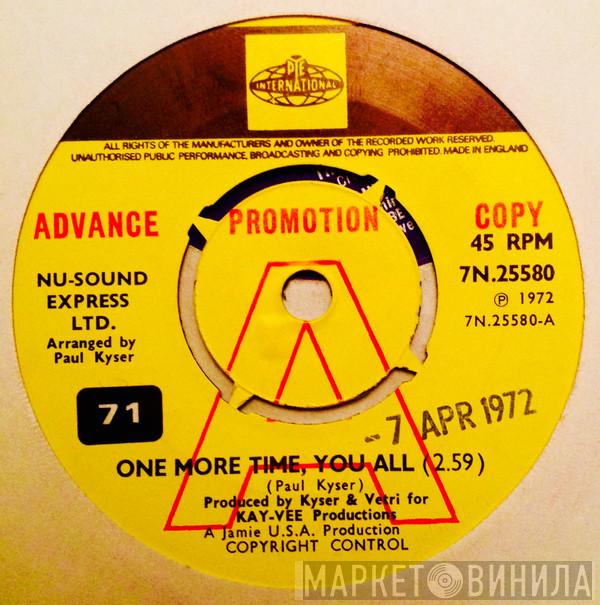 PYE
INTERNATIONAL
ALL RIGHTS OF THE MANUFACTURERS AND OWNER OF THE RECORDED WORK RESERVED.
UNAUTHORISED PUBLIC PERFORMANCE, BROADCASTING AND COPYING PROHIBITED. MADE IN ENGLAND
ADVANCE PROMOTION COPY
45 RPM
7N.25580
Ⓟ 1972
7N.25580-A
NU-SOUND
EXPRESS
LTD.
Arranged by
Paul Kyser
71
A
-7 APR 1972
ONE MORE TIME, YOU ALL (2.59)
(Paul Kyser)
Produced by Kyser & Vetri for
KAY-VEE Productions
A Jamie U.S.A. Production
COPYRIGHT CONTROL
МАРКЕТ ВИНИЛА